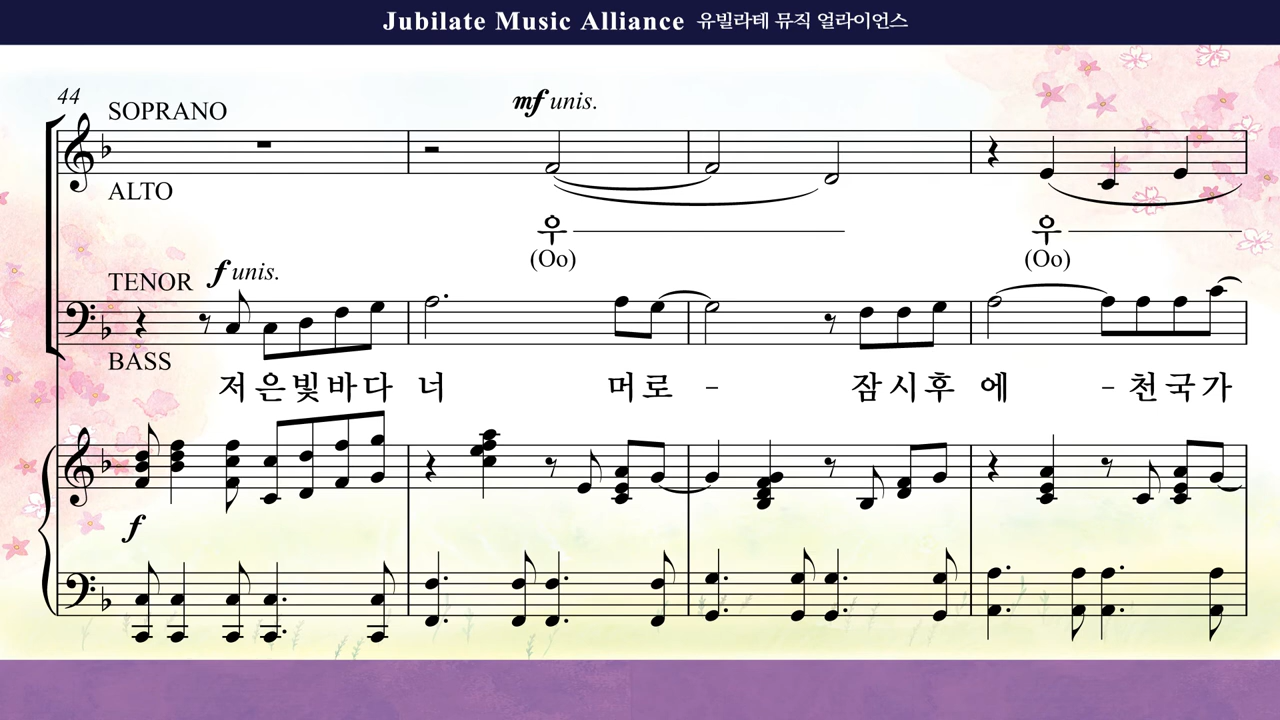 Jubilate Music Alliance 유빌라테 뮤직 얼라이언스
44
SOPRANO
mf unis.
ALTO
우 우
(Oo) (Oo)
TENOR f unis.
BASS
저 은 빛 바 다 너 머 로 - 잠 시 후 에 - 천 국 가
f